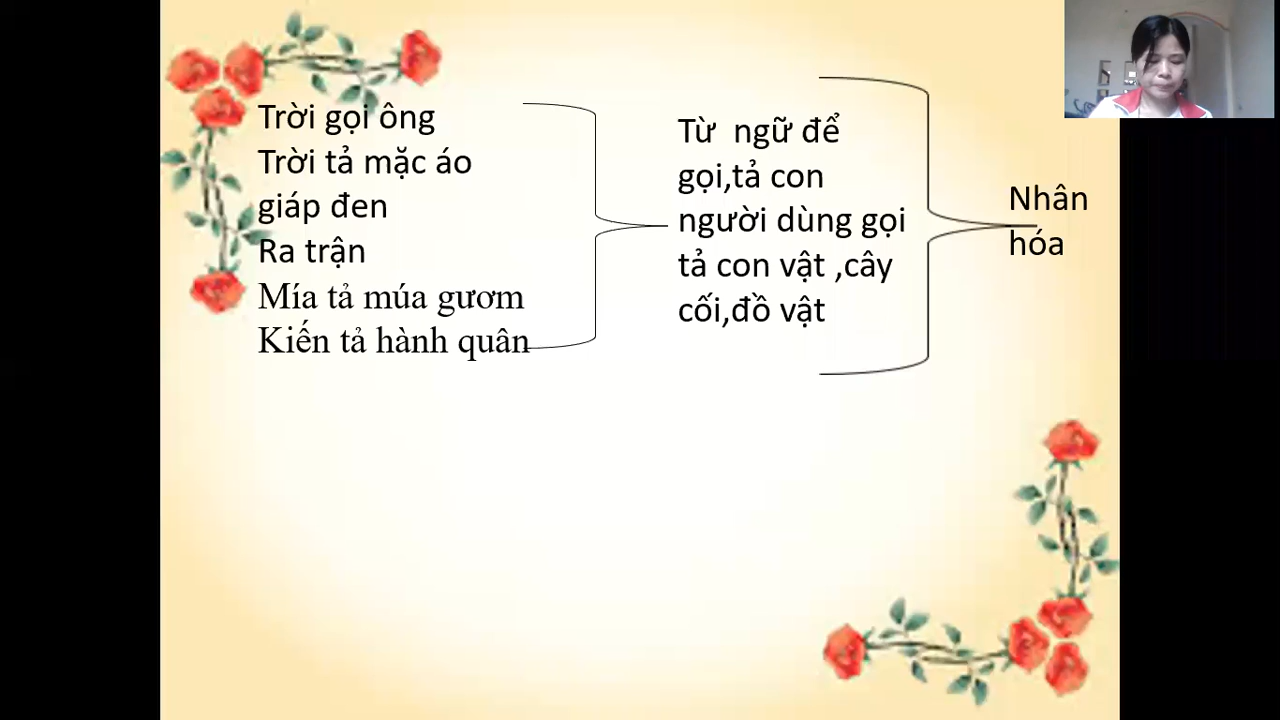 Trời gọi ông
Trời tả mặc áo
giáp đen
Ra trận
Mía tả múa gươm
Kiến tả hành quân
Từ  ngữ để
gọi,tả con
người dùng gọi
tả con vật ,cây
cối,đồ vật
Nhân
hóa